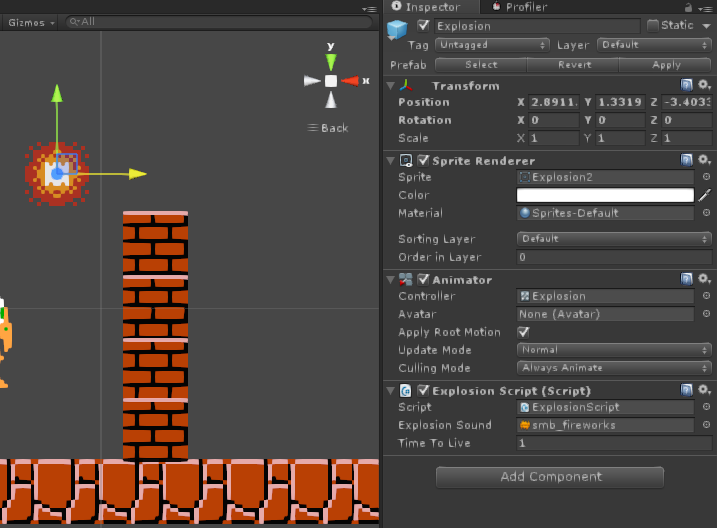 Inspector Profiler
Gizmos All
Explosion Static
Tag Untagged Layer Default
Prefab Select Revert Apply
Transform
Position X 2.8911 Y 1.3319 Z -3.4033
Rotation X 0 Y 0 Z 0
Scale X 1 Y 1 Z 1
y
x
Back
Sprite Renderer
Sprite Explosion2
Color
Material Sprites-Default
Sorting Layer Default
Order in Layer 0
Animator
Controller Explosion
Avatar None (Avatar)
Apply Root Motion
Update Mode Normal
Culling Mode Always Animate
Explosion Script (Script)
Script ExplosionScript
Explosion Sound smb_fireworks
Time To Live 1
Add Component